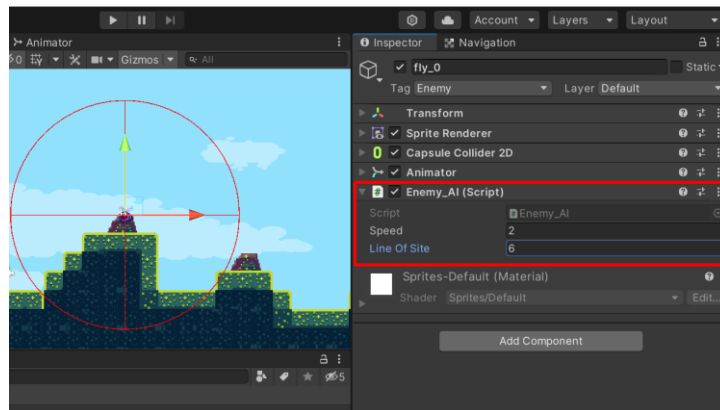 Account Layers Layout
Animator
Gizmos All
Inspector Navigation
fly_0 Static
Tag Enemy Layer Default
Transform
Sprite Renderer
Capsule Collider 2D
Animator
Enemy_AI (Script)
Script Enemy_AI
Speed 2
Line Of Site 6
Sprites-Default (Material)
Shader Sprites/Default Edit...
Add Component
5